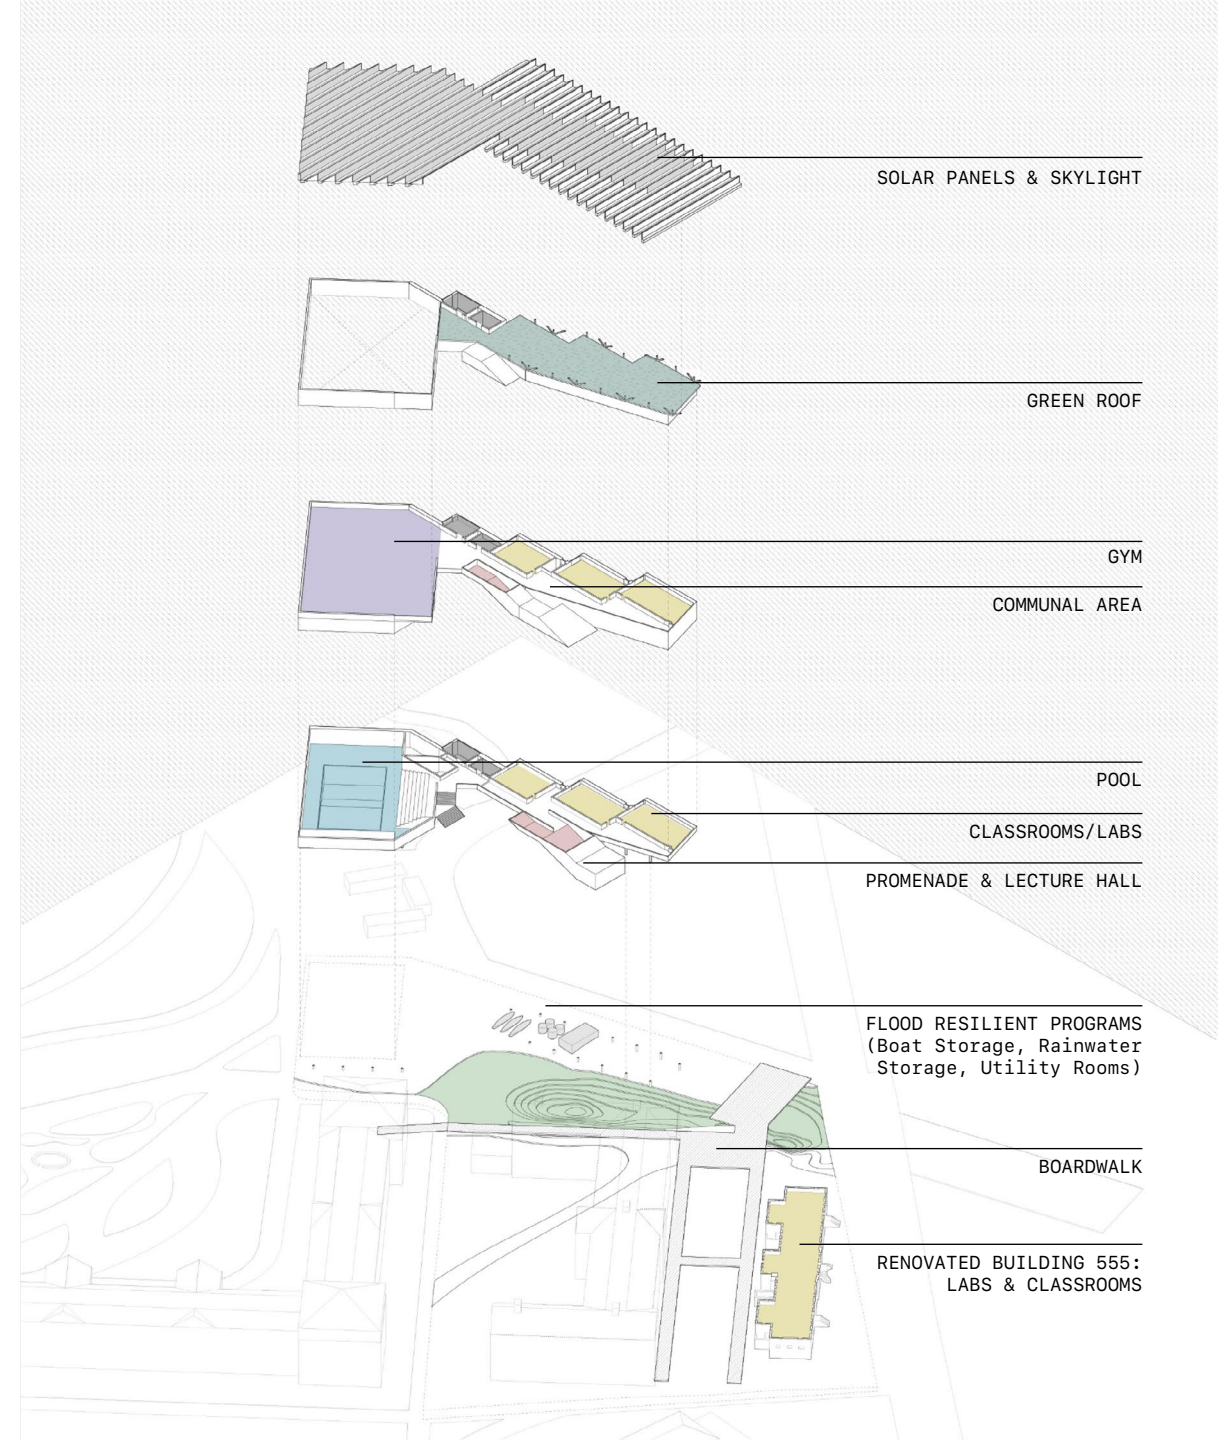 SOLAR PANELS & SKYLIGHT
GREEN ROOF
GYM
COMMUNAL AREA
POOL
CLASSROOMS/LABS
PROMENADE & LECTURE HALL
FLOOD RESILIENT PROGRAMS
(Boat Storage, Rainwater
Storage, Utility Rooms)
BOARDWALK
RENOVATED BUILDING 555:
LABS & CLASSROOMS